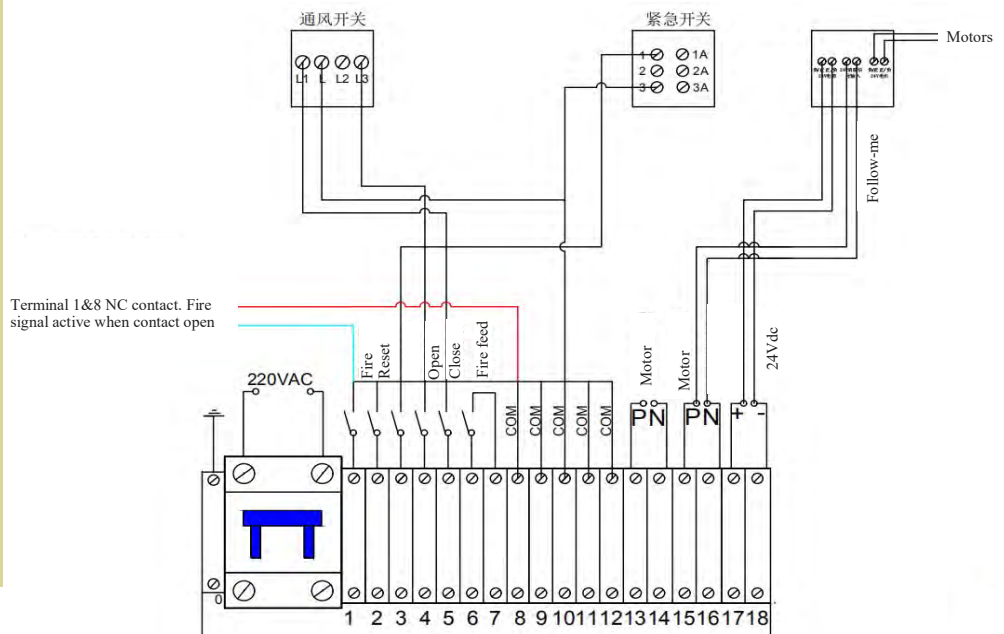 通风开关
紧急开关
L1 L L2 L3
1 1A
2 2A
3 3A
Motors
Follow-me
Terminal 1&8 NC contact. Fire
signal active when contact open
Fire
Reset
Open
Close
Fire feed
Motor
Motor
24Vdc
220VAC
COM
COM
COM
COM
COM
PN
PN
+ -
0
1 2 3 4 5 6 7 8 9 10 11 12 13 14 15 16 17 18